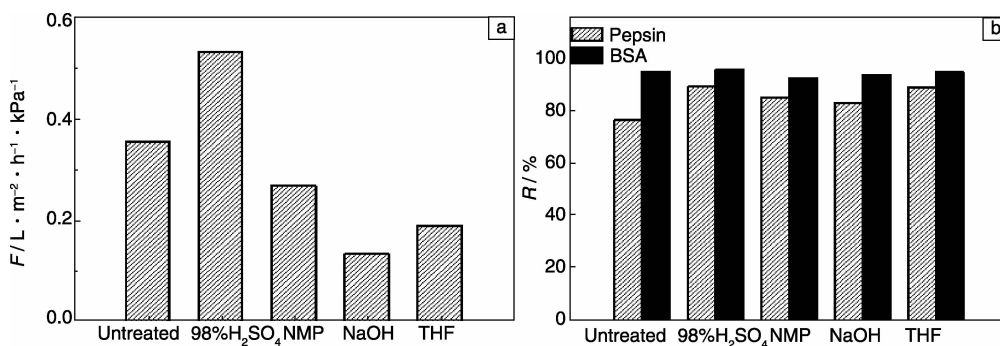 a
0.6
0.4
0.2
0.0
F / L · m⁻² · h⁻¹ · kPa⁻¹
Untreated 98%H₂SO₄ NMP NaOH THF
b
Pepsin
BSA
100
80
60
40
20
0
R / %
Untreated 98%H₂SO₄ NMP NaOH THF